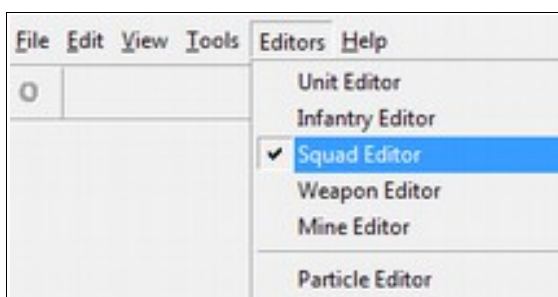 File Edit View Tools Editors Help
Unit Editor
Infantry Editor
Squad Editor
Weapon Editor
Mine Editor
Particle Editor